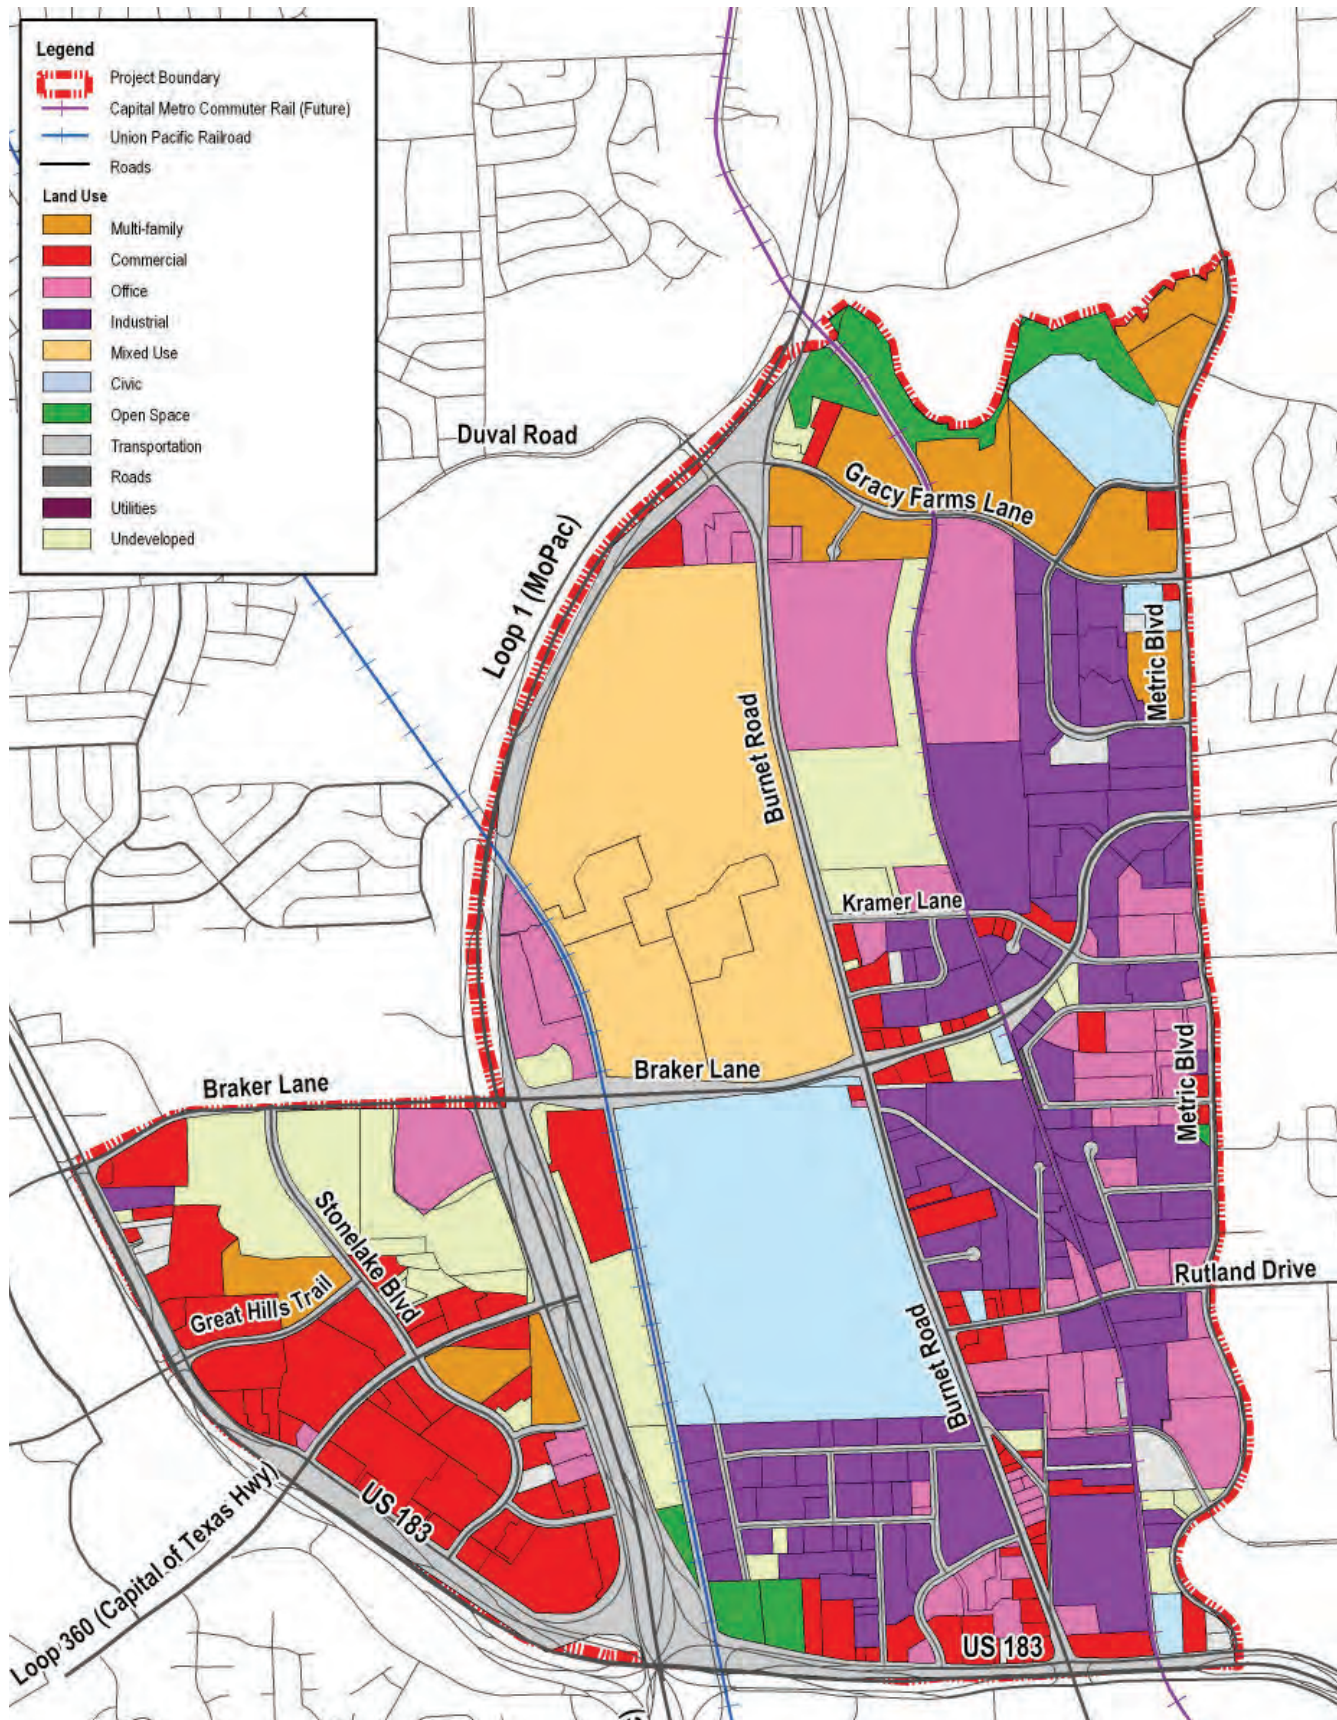 Legend
Project Boundary
Capital Metro Commuter Rail (Future)
Union Pacific Railroad
Roads
Land Use
Multi-family
Commercial
Office
Industrial
Mixed Use
Civic
Open Space
Transportation
Roads
Utilities
Undeveloped
Duval Road
Gracy Farms Lane
Loop 1 (MoPac)
Metric Blvd
Burnet Road
Kramer Lane
Braker Lane
Metric Blvd
Braker Lane
Stonelake Blvd
Rutland Drive
Great Hills Trail
Burnet Road
US 183
Loop 360 (Capital of Texas Hwy)
US 183